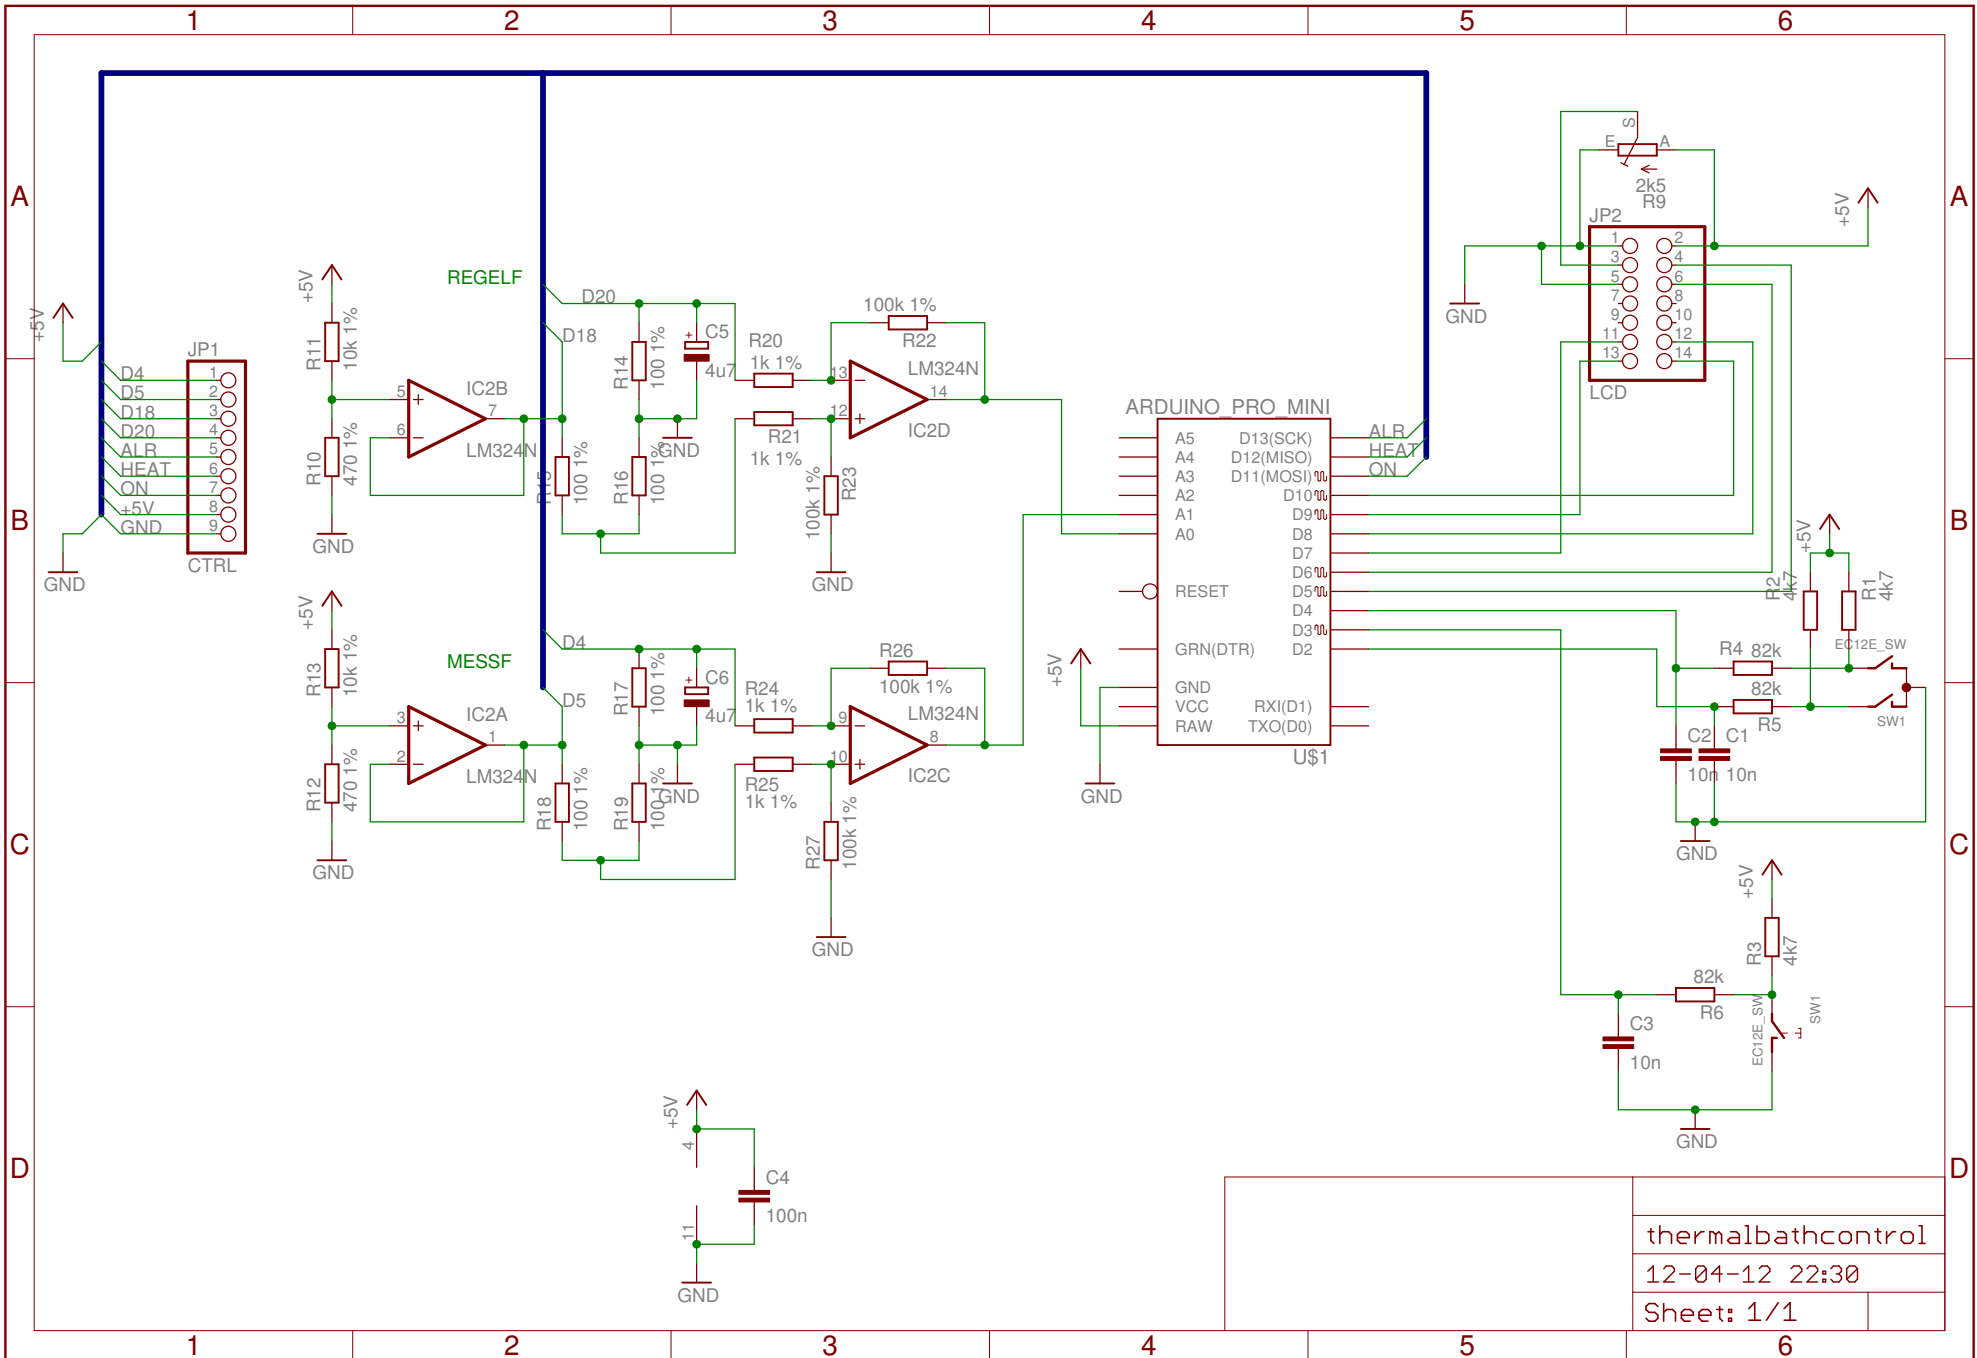 1 2 3 4 5 6
A A
B B
C C
D D
+5V
JP1
D4 1
D5 2
D18 3
D20 4
ALR 5
HEAT 6
ON 7
+5V 8
GND 9
CTRL
GND
+5V
R11 10k 1%
R10 470 1%
GND
5 +
6 −
7
IC2B
LM324N
REGELF
D20
D18
R14 100 1%
C5
+
4u7
R15 100 1%
R16 100 1%
GND
R20
1k 1%
R21
1k 1%
100k 1%
R22
13 −
12 +
14
LM324N
IC2D
R23 100k 1%
GND
+5V
R13 10k 1%
R12 470 1%
GND
3 +
2 −
1
IC2A
LM324N
MESSF
D4
D5
R17 100 1%
C6
+
4u7
R18 100 1%
R19 100 1%
GND
R24
1k 1%
R25
1k 1%
R26
100k 1%
9 −
10 +
8
LM324N
IC2C
R27 100k 1%
GND
ARDUINO_PRO_MINI
A5 D13(SCK) ALR
A4 D12(MISO) HEAT
A3 D11(MOSI) ON
A2 D10
A1 D9
A0 D8
D7
D6
RESET D5
D4
D3
GRN(DTR) D2
GND
VCC RXI(D1)
RAW TXO(D0)
U$1
+5V
GND
S
E A
2k5
R9
JP2
1 2
3 4
5 6
7 8
9 10
11 12
13 14
LCD
+5V
GND
+5V
R2 4k7
R1 4k7
EC12E_SW
R4 82k
82k
R5
SW1
C2 C1
10n 10n
GND
+5V
R3 4k7
82k
R6
EC12E_SW
SW1
C3
10n
GND
+5V
4
C4
100n
11
GND
thermalbathcontrol
12-04-12 22:30
Sheet: 1/1
1 2 3 4 5 6